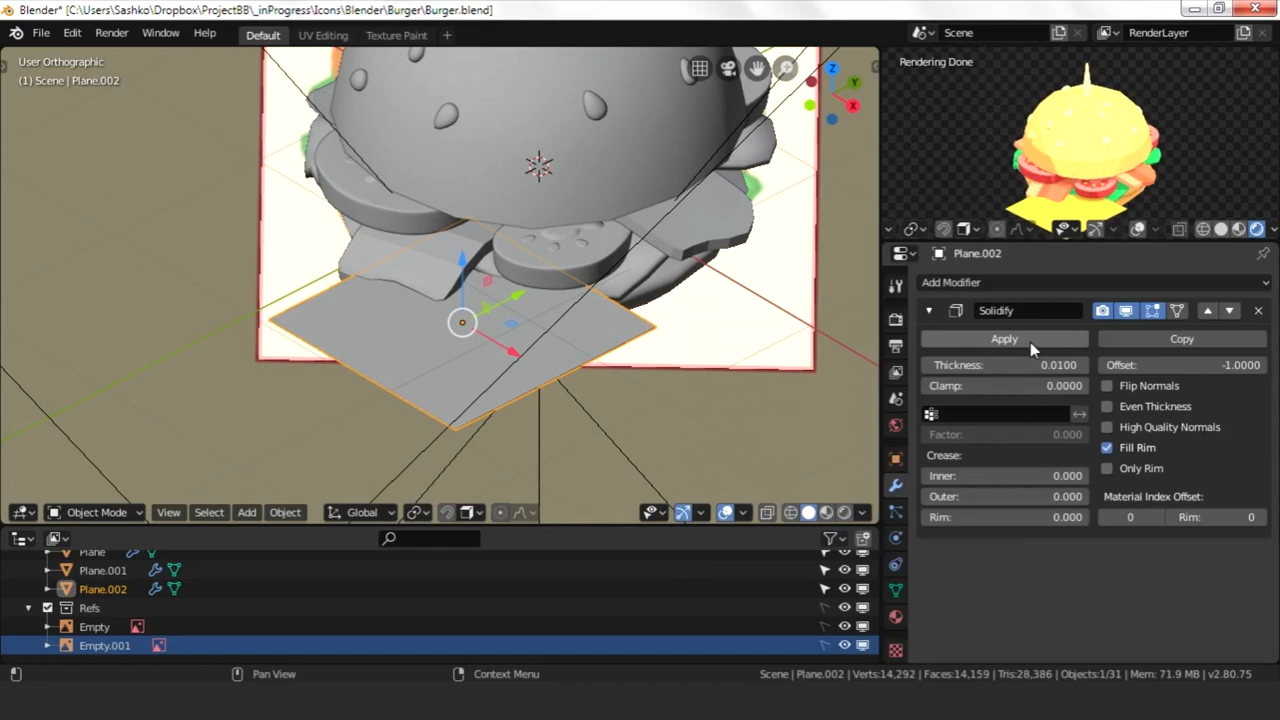 Blender* [C:\Users\Sashko\Dropbox\ProjectBB\_inProgress\Icons\Blender\Burger\Burger.blend]
File Edit Render Window Help Default UV Editing Texture Paint + Scene RenderLayer
User Orthographic
(1) Scene | Plane.002
Z
Y
X
Rendering Done
Plane.002
Add Modifier
Solidify
Apply Copy
Thickness: 0.0100 Offset: -1.0000
Clamp: 0.0000 Flip Normals
Even Thickness
High Quality Normals
Factor: 0.000
Fill Rim
Crease:
Only Rim
Inner: 0.000
Outer: 0.000 Material Index Offset:
Rim: 0.000 0 Rim: 0
Object Mode View Select Add Object Global
Plane
Plane.001
Plane.002
Refs
Empty
Empty.001
Pan View Context Menu Scene | Plane.002 | Verts:14,292 | Faces:14,159 | Tris:28,386 | Objects:1/31 | Mem: 71.9 MB | v2.80.75